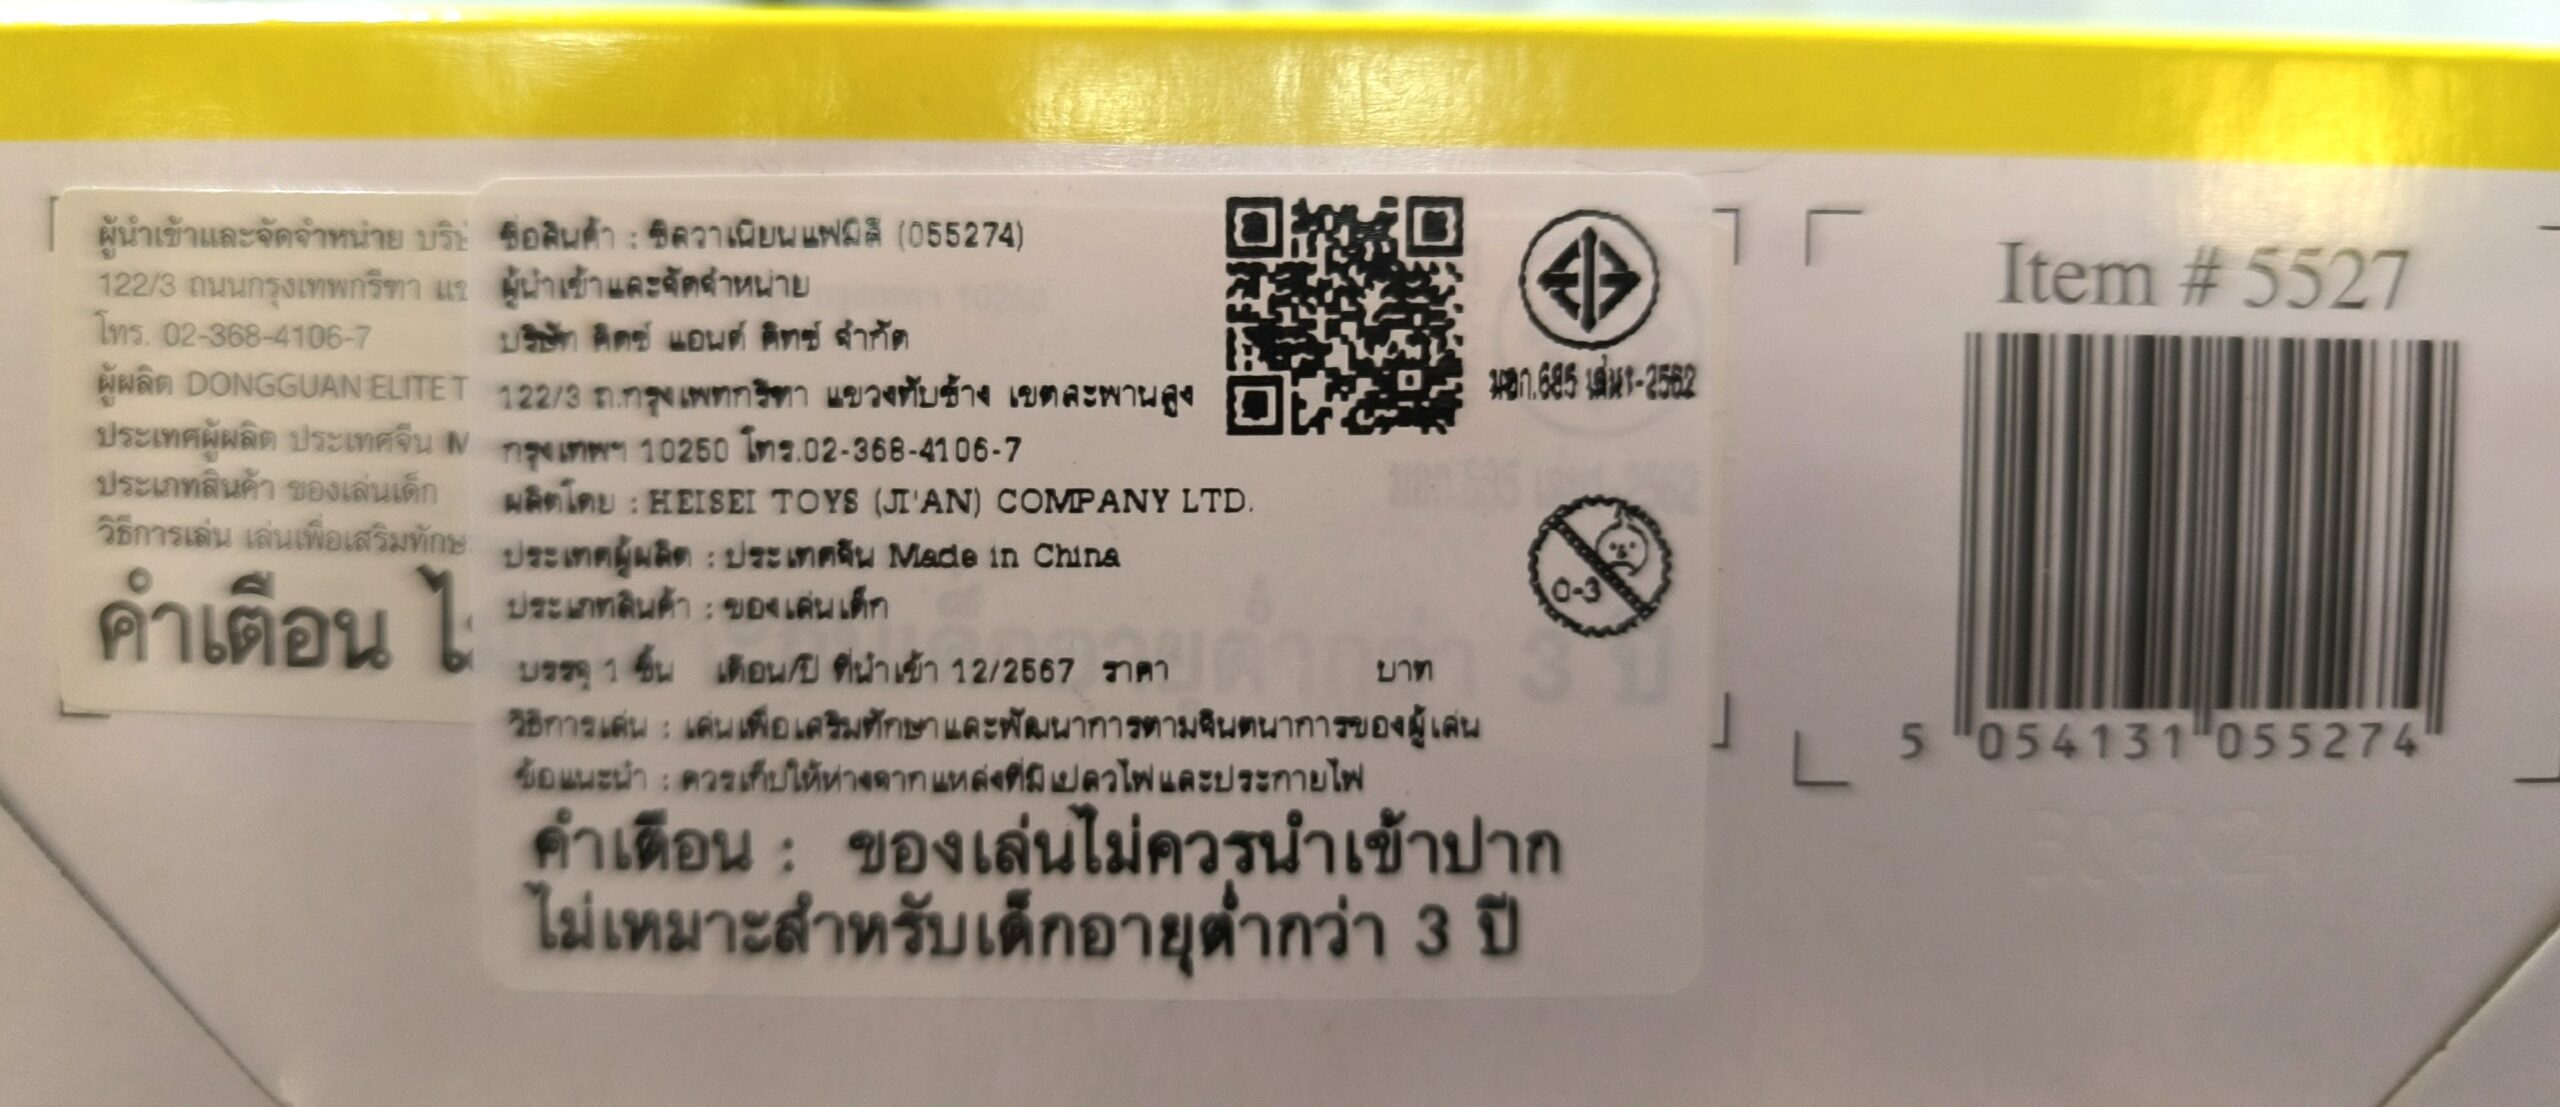 ผู้นำเข้าและจัดจำหน่าย บริษ
122/3 ถนนกรุงเทพกรีฑา แข
โทร. 02-368-4106-7
ผู้ผลิต DONGGUAN ELITE T
ประเทศผู้ผลิต ประเทศจีน M
ประเภทสินค้า ของเล่นเด็ก
วิธีการเล่น เล่นเพื่อเสริมทักษ
คำเตือน
ชื่อสินค้า : ซิลวาเนียนแฟมิลี (055274)
ผู้นำเข้าและจัดจำหน่าย
บริษัท คิดซ์ แอนด์ คิทซ์ จำกัด
122/3 ถ.กรุงเพทกรีทา แขวงทับช้าง เขตสะพานสูง
กรุงเทพฯ 10250 โทร.02-368-4106-7
ผลิตโดย : HEISEI TOYS (JI'AN) COMPANY LTD.
ประเทศผู้ผลิต : ประเทศจีน Made in China
ประเภทสินค้า : ของเล่นเด็ก
บรรจุ 1 ชิ้น เดือน/ปี ที่นำเข้า 12/2567 ราคา บาท
วิธีการเล่น : เล่นเพื่อเสริมทักษาและพัฒนาการตามจินตนาการของผู้เล่น
ข้อแนะนำ : ควรเก็บให้ห่างจากแหล่งที่มีเปลวไฟและประกายไฟ
คำเตือน : ของเล่นไม่ควรนำเข้าปาก
ไม่เหมาะสำหรับเด็กอายุต่ำกว่า 3 ปี
มอก.685 เล่ม1-2562
0-3
Item # 5527
5 054131 055274